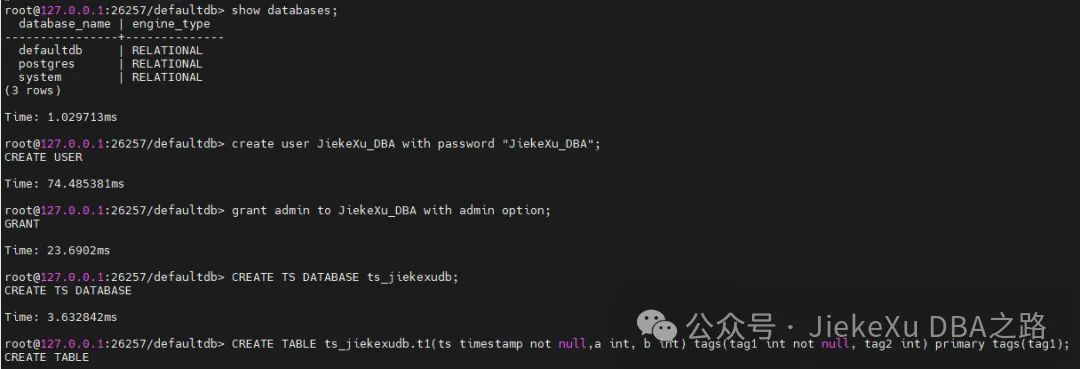 root@127.0.0.1:26257/defaultdb> show databases;
  database_name | engine_type
----------------+--------------
  defaultdb     | RELATIONAL
  postgres      | RELATIONAL
  system        | RELATIONAL
(3 rows)
Time: 1.029713ms
root@127.0.0.1:26257/defaultdb> create user JiekeXu_DBA with password "JiekeXu_DBA";
CREATE USER
Time: 74.485381ms
root@127.0.0.1:26257/defaultdb> grant admin to JiekeXu_DBA with admin option;
GRANT
Time: 23.6902ms
root@127.0.0.1:26257/defaultdb> CREATE TS DATABASE ts_jiekexudb;
CREATE TS DATABASE
Time: 3.632842ms
公众号 · JiekeXu DBA之路
root@127.0.0.1:26257/defaultdb> CREATE TABLE ts_jiekexudb.t1(ts timestamp not null,a int, b int) tags(tag1 int not null, tag2 int) primary tags(tag1);
CREATE TABLE